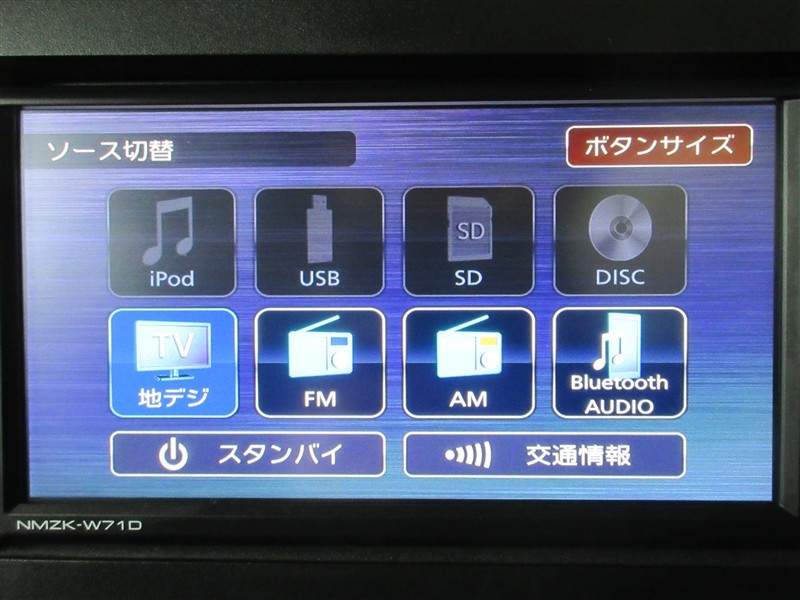 ソース切替
ボタンサイズ
iPod
USB
SD
SD
DISC
TV
地デジ
FM
AM
Bluetooth
AUDIO
スタンバイ
交通情報
NMZK-W71D